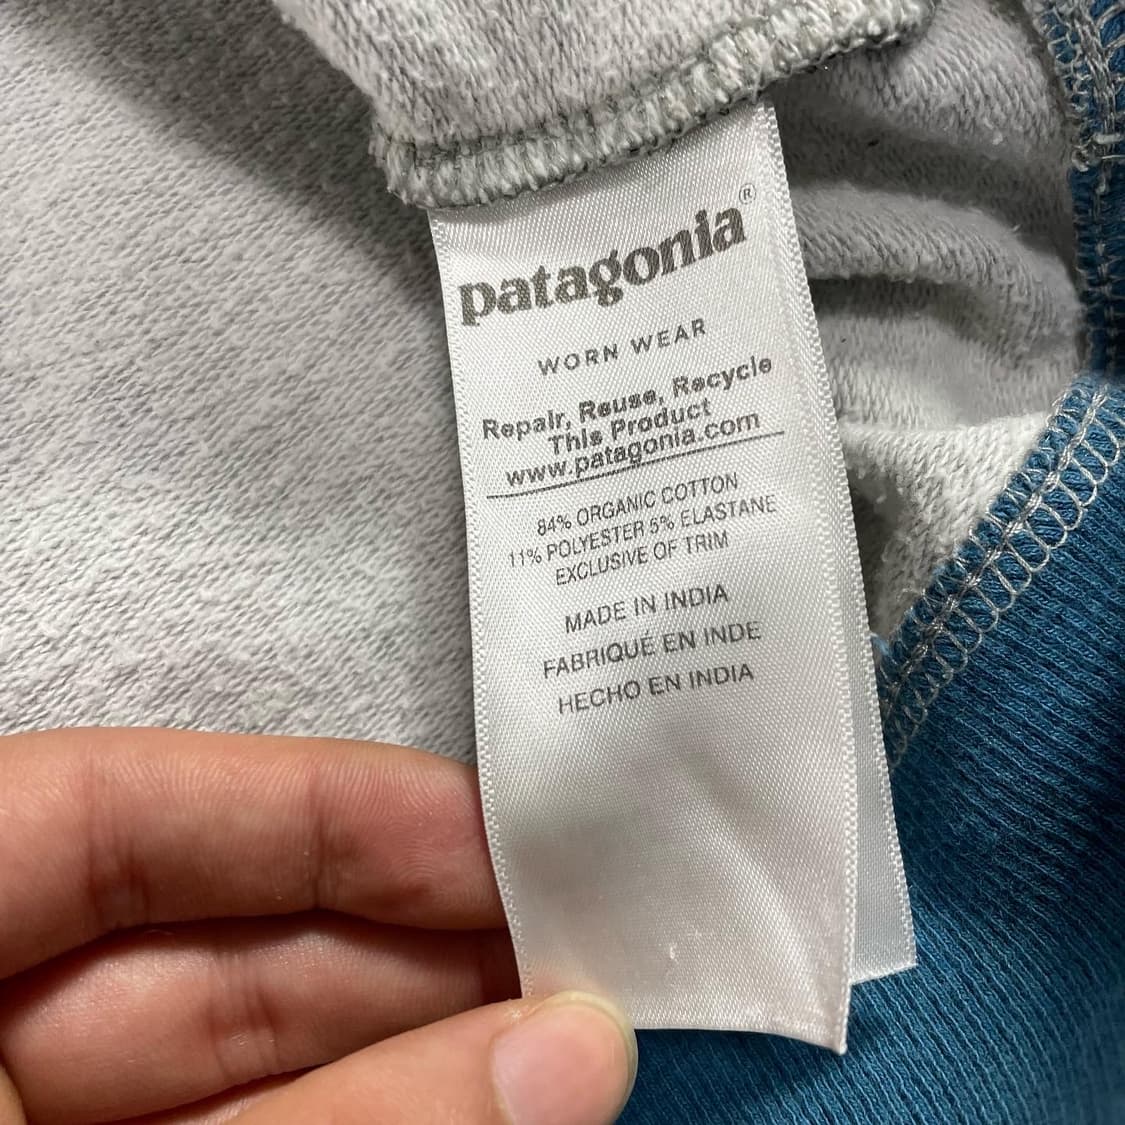 patagonia®
WORN WEAR
Repair, Reuse, Recycle
This Product
www.patagonia.com
84% ORGANIC COTTON
11% POLYESTER 5% ELASTANE
EXCLUSIVE OF TRIM
MADE IN INDIA
FABRIQUÉ EN INDE
HECHO EN INDIA